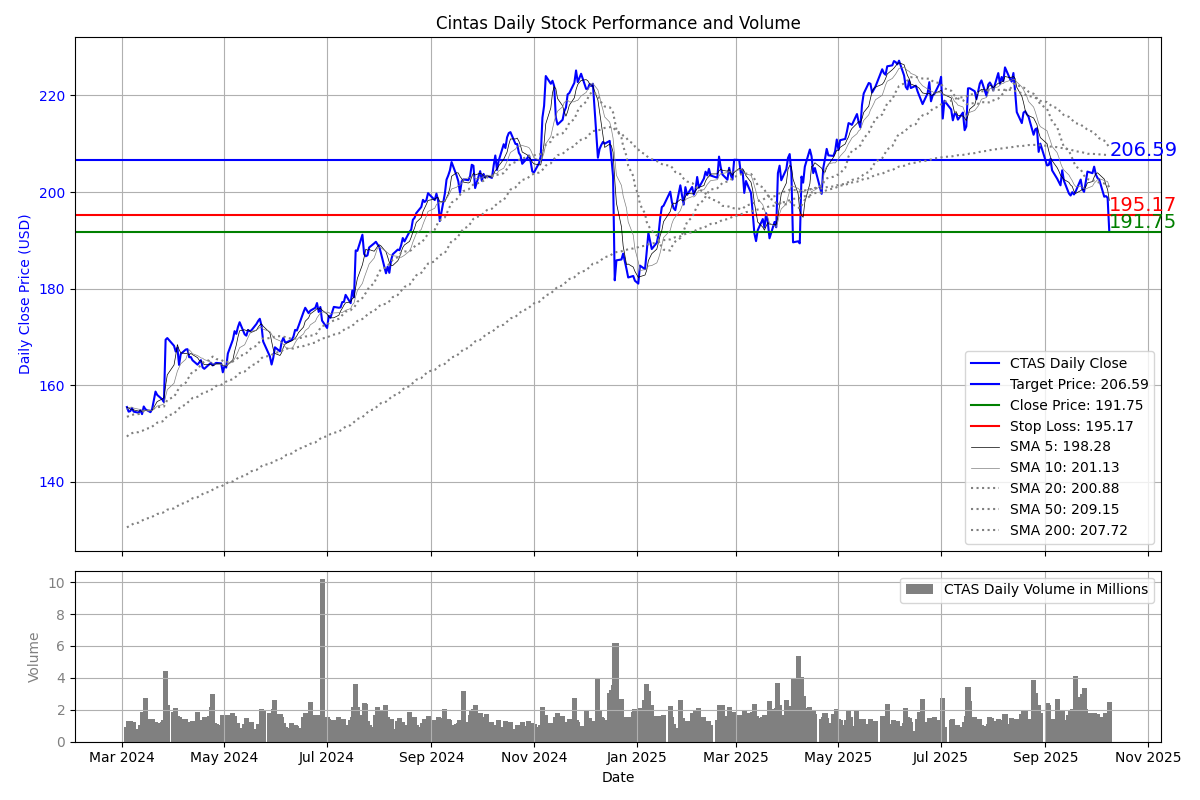 Cintas Daily Stock Performance and Volume
Daily Close Price (USD)
220
200
180
160
140
206.59
195.17
191.75
CTAS Daily Close
Target Price: 206.59
Close Price: 191.75
Stop Loss: 195.17
SMA 5: 198.28
SMA 10: 201.13
SMA 20: 200.88
SMA 50: 209.15
SMA 200: 207.72
Volume
10
8
6
4
2
0
CTAS Daily Volume in Millions
Mar 2024
May 2024
Jul 2024
Sep 2024
Nov 2024
Jan 2025
Mar 2025
May 2025
Jul 2025
Sep 2025
Nov 2025
Date